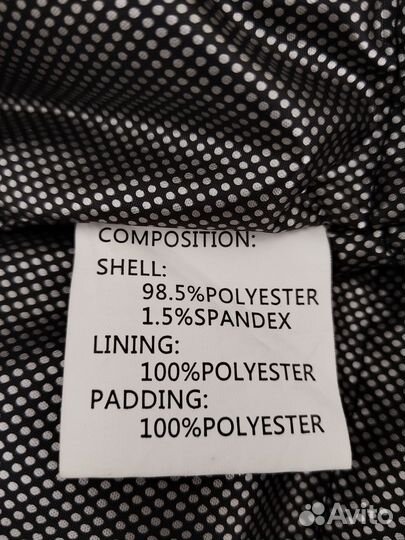 COMPOSITION:
SHELL:
98.5%POLYESTER
1.5%SPANDEX
LINING:
100%POLYESTER
PADDING:
100%POLYESTER
Avito